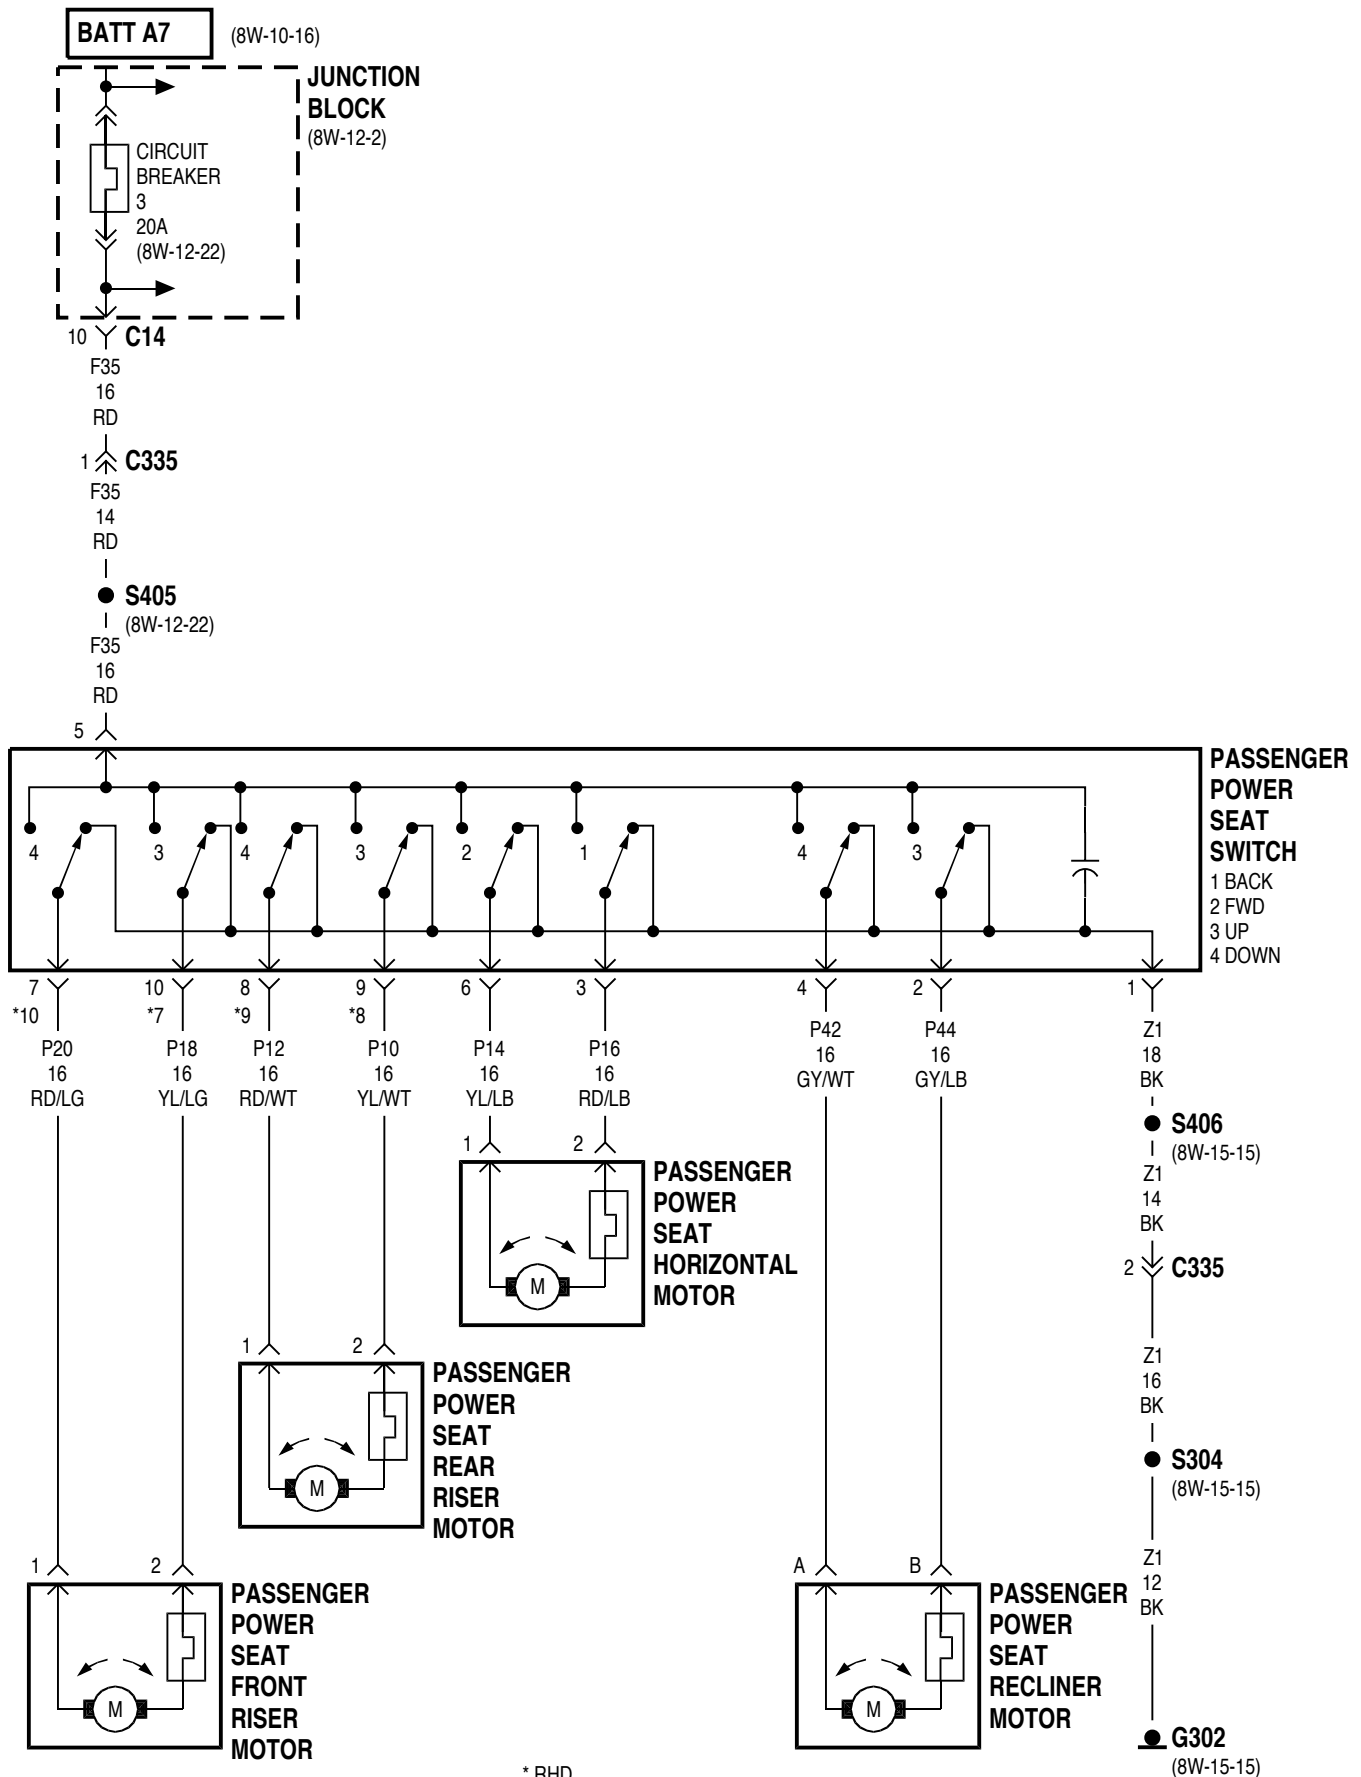 BATT A7
(8W-10-16)
JUNCTION
BLOCK
(8W-12-2)
CIRCUIT
BREAKER
3
20A
(8W-12-22)
10 C14
F35
16
RD
1 C335
F35
14
RD
S405
(8W-12-22)
F35
16
RD
5
PASSENGER
POWER
SEAT
SWITCH
1 BACK
2 FWD
3 UP
4 DOWN
4 3 4 3 2 1 4 3
7 10 8 9 6 3 4 2 1
*10 *7 *9 *8
P20
16
RD/LG
P18
16
YL/LG
P12
16
RD/WT
P10
16
YL/WT
P14
16
YL/LB
P16
16
RD/LB
P42
16
GY/WT
P44
16
GY/LB
Z1
18
BK
S406
(8W-15-15)
Z1
14
BK
2 C335
Z1
16
BK
S304
(8W-15-15)
Z1
12
BK
G302
(8W-15-15)
1 2
PASSENGER
POWER
SEAT
HORIZONTAL
MOTOR
M
1 2
PASSENGER
POWER
SEAT
REAR
RISER
MOTOR
M
1 2
PASSENGER
POWER
SEAT
FRONT
RISER
MOTOR
M
A B
PASSENGER
POWER
SEAT
RECLINER
MOTOR
M
* RHD